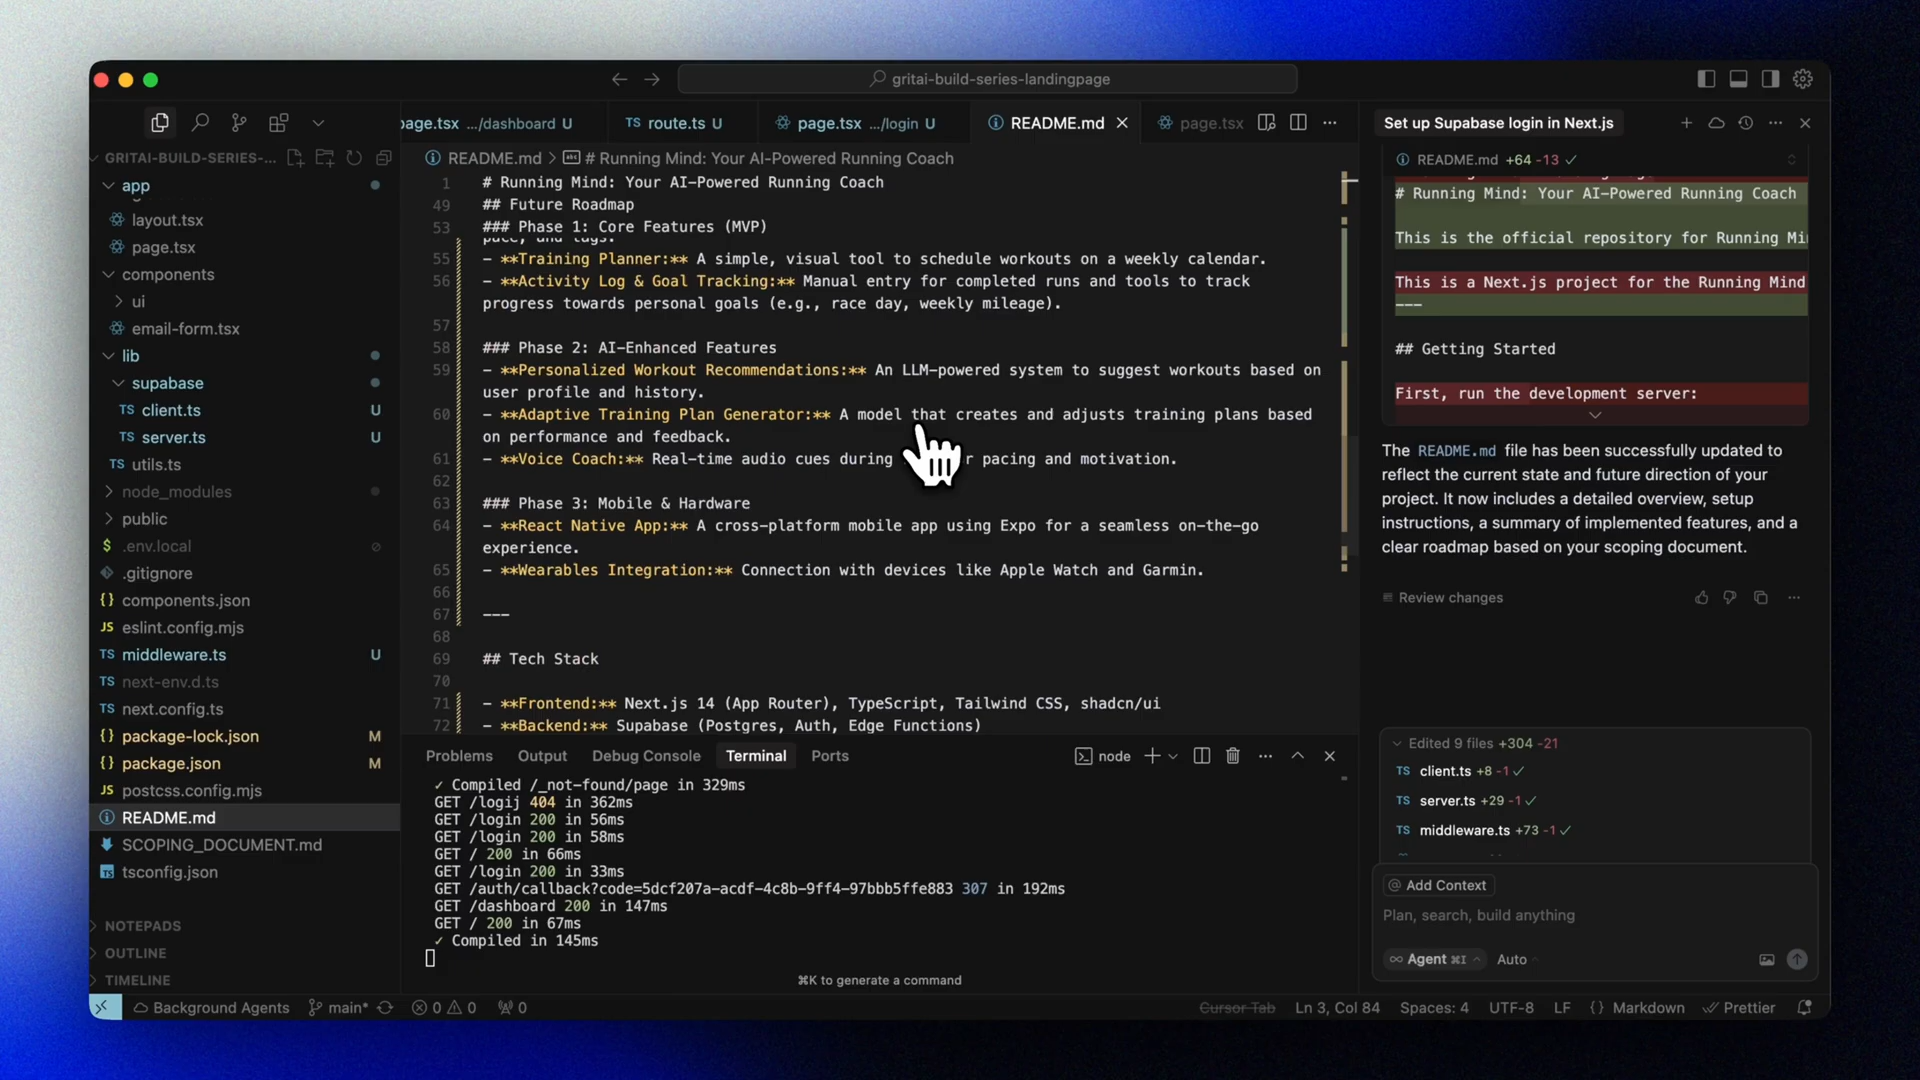 gritai-build-series-landingpage
page.tsx .../dashboard U
TS route.ts U
page.tsx .../login U
README.md
page.tsx
Set up Supabase login in Next.js
GRITAI-BUILD-SERIES-...
app
layout.tsx
page.tsx
components
ui
email-form.tsx
lib
supabase
TS client.ts U
TS server.ts U
TS utils.ts
node_modules
public
$ .env.local
.gitignore
{} components.json
JS eslint.config.mjs
TS middleware.ts U
TS next-env.d.ts
TS next.config.ts
{} package-lock.json M
{} package.json M
JS postcss.config.mjs
README.md
SCOPING_DOCUMENT.md
tsconfig.json
NOTEPADS
OUTLINE
TIMELINE
README.md > # Running Mind: Your AI-Powered Running Coach
1 # Running Mind: Your AI-Powered Running Coach
49 ## Future Roadmap
53 ### Phase 1: Core Features (MVP)
pace, and tags.
55 - **Training Planner:** A simple, visual tool to schedule workouts on a weekly calendar.
56 - **Activity Log & Goal Tracking:** Manual entry for completed runs and tools to track
progress towards personal goals (e.g., race day, weekly mileage).
57
58 ### Phase 2: AI-Enhanced Features
59 - **Personalized Workout Recommendations:** An LLM-powered system to suggest workouts based on
user profile and history.
60 - **Adaptive Training Plan Generator:** A model that creates and adjusts training plans based
on performance and feedback.
61 - **Voice Coach:** Real-time audio cues during pacing and motivation.
62
63 ### Phase 3: Mobile & Hardware
64 - **React Native App:** A cross-platform mobile app using Expo for a seamless on-the-go
experience.
65 - **Wearables Integration:** Connection with devices like Apple Watch and Garmin.
66
67 ---
68
69 ## Tech Stack
70
71 - **Frontend:** Next.js 14 (App Router), TypeScript, Tailwind CSS, shadcn/ui
72 - **Backend:** Supabase (Postgres, Auth, Edge Functions)
Problems Output Debug Console Terminal Ports
node
✓ Compiled /_not-found/page in 329ms
GET /logij 404 in 362ms
GET /login 200 in 56ms
GET /login 200 in 58ms
GET / 200 in 66ms
GET /login 200 in 33ms
GET /auth/callback?code=5dcf207a-acdf-4c8b-9ff4-97bbb5ffe883 307 in 192ms
GET /dashboard 200 in 147ms
GET / 200 in 67ms
✓ Compiled in 145ms
⌘K to generate a command
README.md +64 -13 ✓
# Running Mind: Your AI-Powered Running Coach
This is the official repository for Running Mi
This is a Next.js project for the Running Mind
---
## Getting Started
First, run the development server:
The README.md file has been successfully updated to
reflect the current state and future direction of your
project. It now includes a detailed overview, setup
instructions, a summary of implemented features, and a
clear roadmap based on your scoping document.
Review changes
Edited 9 files +304 -21
TS client.ts +8 -1 ✓
TS server.ts +29 -1 ✓
TS middleware.ts +73 -1 ✓
@ Add Context
Plan, search, build anything
∞ Agent ⌘I Auto
Background Agents main* 0 0 0
Cursor Tab Ln 3, Col 84 Spaces: 4 UTF-8 LF {} Markdown Prettier